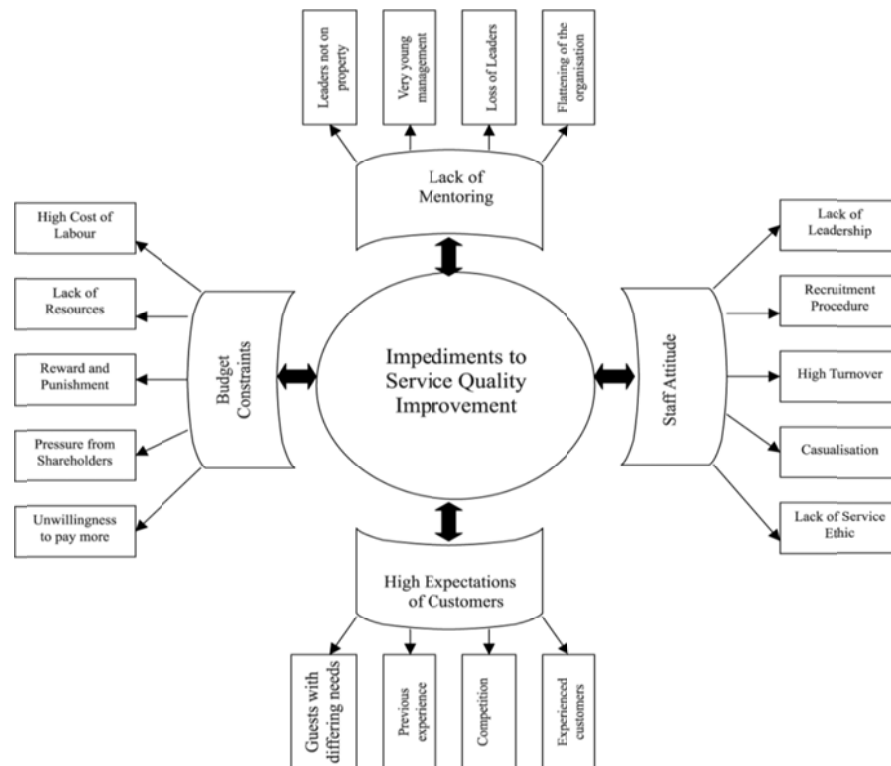 Leaders not on
property
Very young
management
Loss of Leaders
Flattening of the
organisation
Lack of
Mentoring
High Cost of
Labour
Lack of
Resources
Reward and
Punishment
Pressure from
Shareholders
Unwillingness
to pay more
Budget
Constraints
Impediments to
Service Quality
Improvement
Staff Attitude
Lack of
Leadership
Recruitment
Procedure
High Turnover
Casualisation
Lack of Service
Ethic
High Expectations
of Customers
Guests with
differing needs
Previous
experience
Competition
Experienced
customers